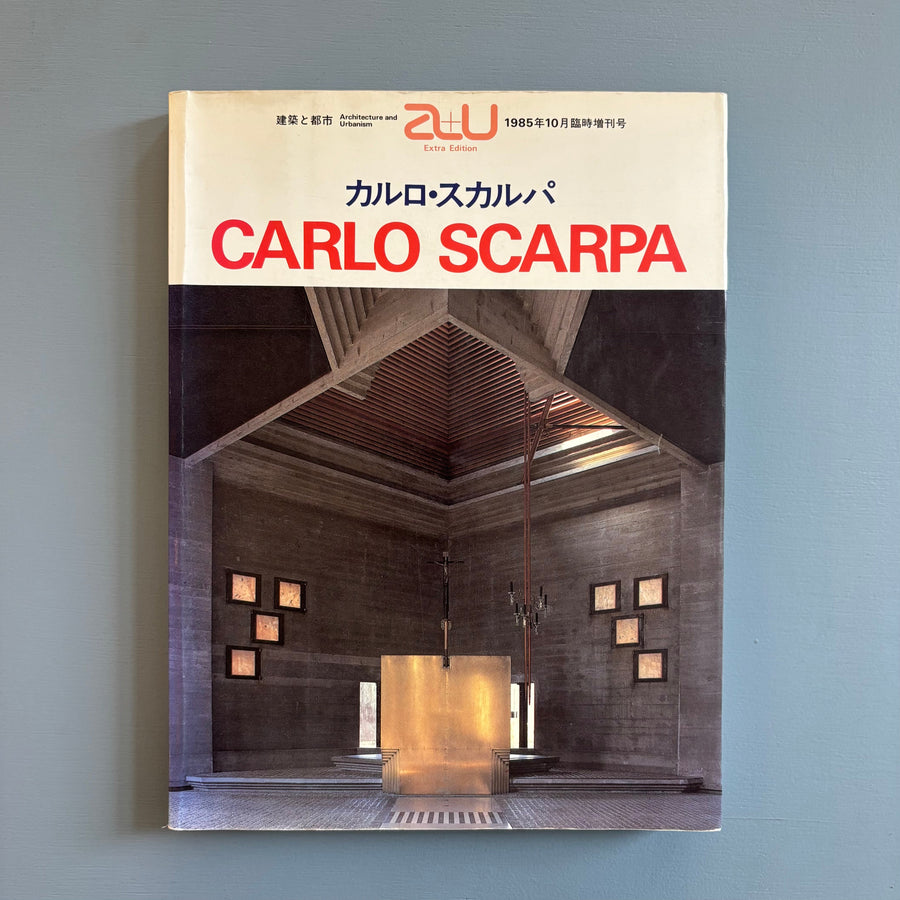 建築と都市 Architecture and Urbanism a+u 1985年10月臨時増刊号
Extra Edition
カルロ・スカルパ
CARLO SCARPA